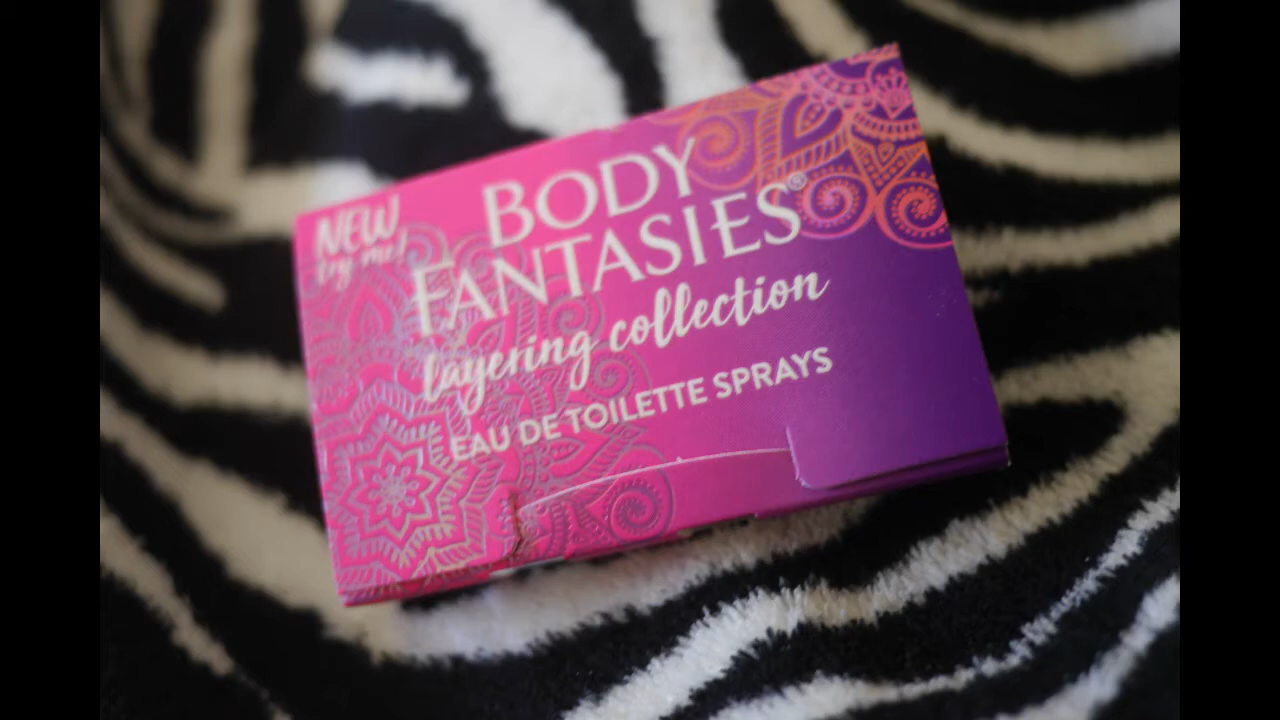 NEW
try me!
BODY
FANTASIES®
layering collection
EAU DE TOILETTE SPRAYS